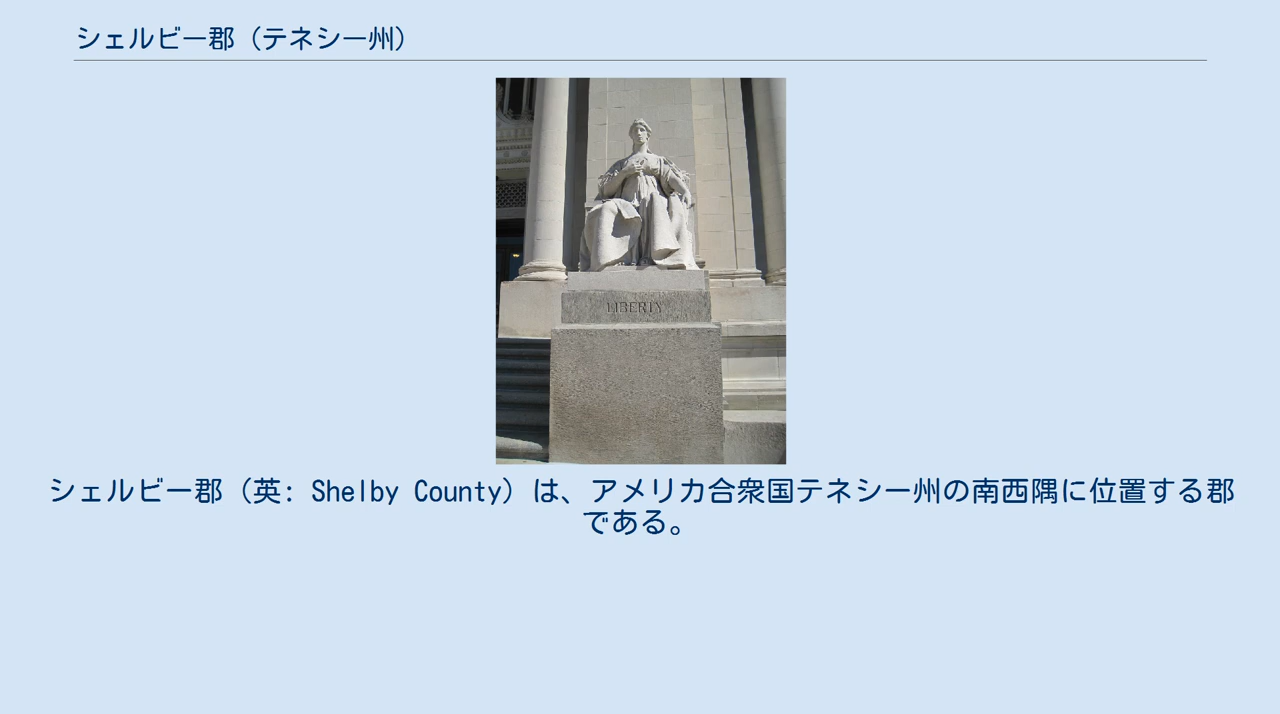 シェルビー郡（テネシー州）
LIBERTY
シェルビー郡（英: Shelby County）は、アメリカ合衆国テネシー州の南西隅に位置する郡
である。